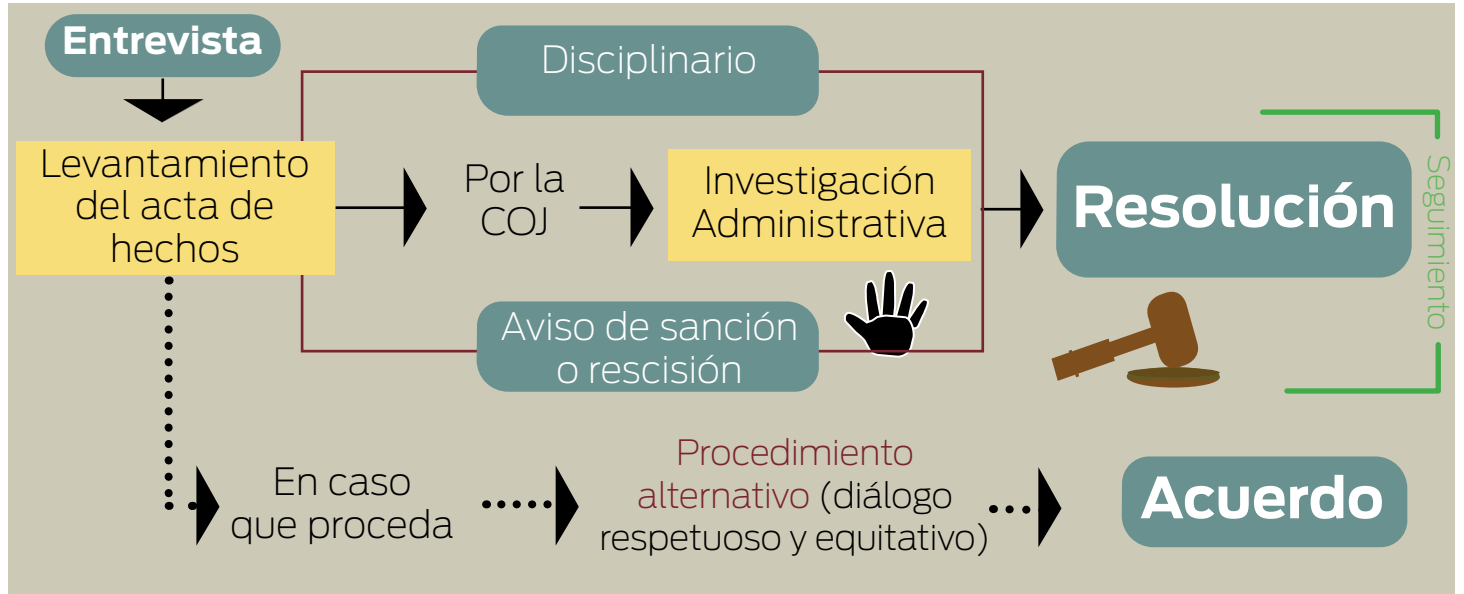 Entrevista
Disciplinario
Levantamiento
del acta de
hechos
Por la
COJ
Investigación
Administrativa
Resolución
Seguimiento
Aviso de sanción
o rescisión
En caso
que proceda
Procedimiento
alternativo (diálogo
respetuoso y equitativo)
Acuerdo